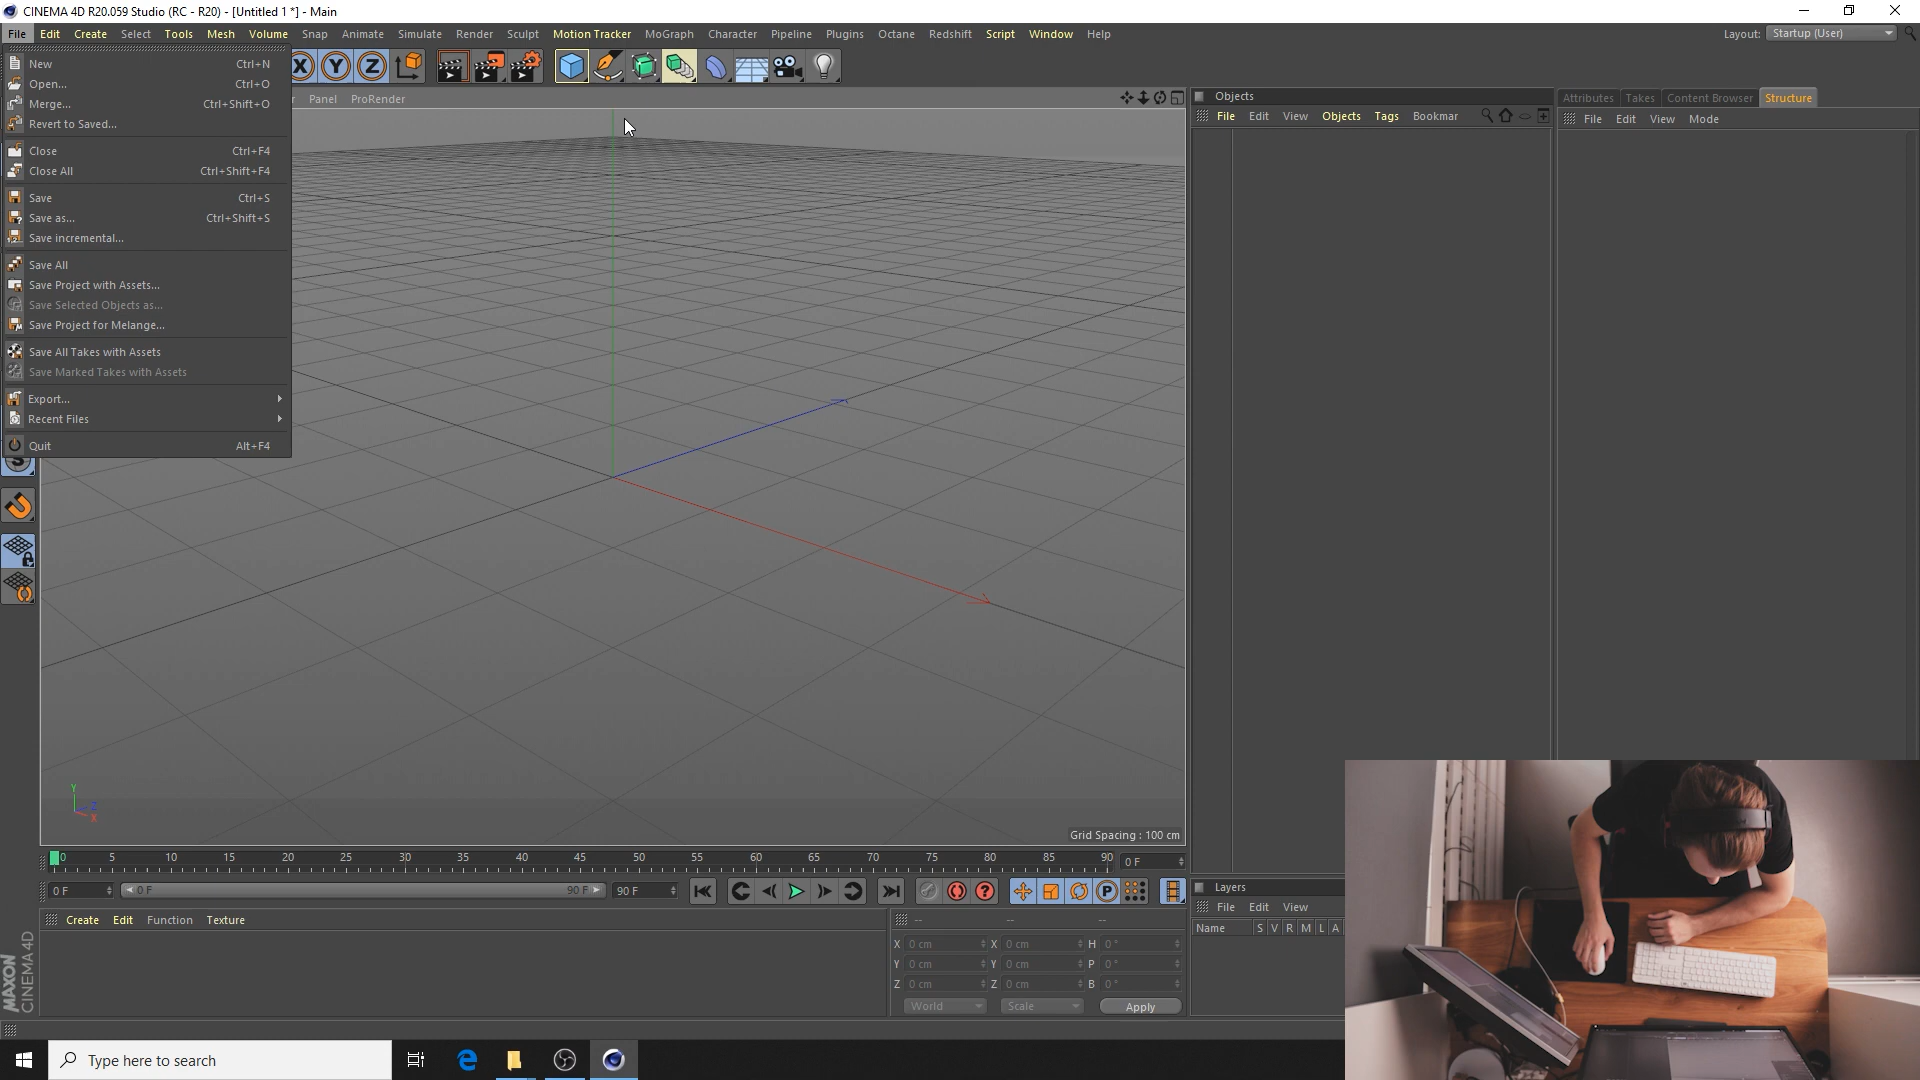 CINEMA 4D R20.059 Studio (RC - R20) - [Untitled 1 *] - Main
File Edit Create Select Tools Mesh Volume Snap Animate Simulate Render Sculpt Motion Tracker MoGraph Character Pipeline Plugins Octane Redshift Script Window Help Layout: Startup (User)
New Ctrl+N
Open... Ctrl+O
Merge... Ctrl+Shift+O
Revert to Saved...
Close Ctrl+F4
Close All Ctrl+Shift+F4
Save Ctrl+S
Save as... Ctrl+Shift+S
Save incremental...
Save All
Save Project with Assets...
Save Selected Objects as...
Save Project for Melange...
Save All Takes with Assets
Save Marked Takes with Assets
Export...
Recent Files
Quit Alt+F4
X Y Z
r Panel ProRender
Objects
File Edit View Objects Tags Bookmar
Attributes Takes Content Browser Structure
File Edit View Mode
S
Y
Z
X
Grid Spacing : 100 cm
0 5 10 15 20 25 30 35 40 45 50 55 60 65 70 75 80 85 90 0 F
0 F 0 F 90 F 90 F
P
Create Edit Function Texture
-- -- --
X 0 cm X 0 cm H 0 °
Y 0 cm Y 0 cm P 0 °
Z 0 cm Z 0 cm B 0 °
World Scale Apply
Layers
File Edit View
Name S V R M L A
MAXON
CINEMA 4D
Type here to search